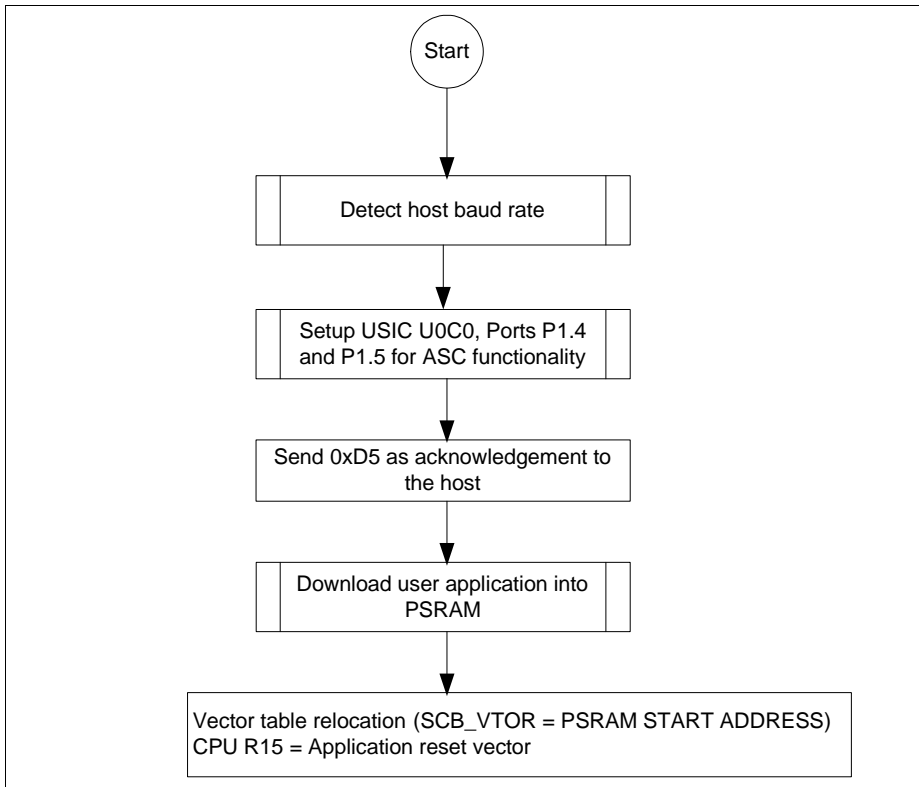 Start
Detect host baud rate
Setup USIC U0C0, Ports P1.4
and P1.5 for ASC functionality
Send 0xD5 as acknowledgement to
the host
Download user application into
PSRAM
Vector table relocation (SCB_VTOR = PSRAM START ADDRESS)
CPU R15 = Application reset vector